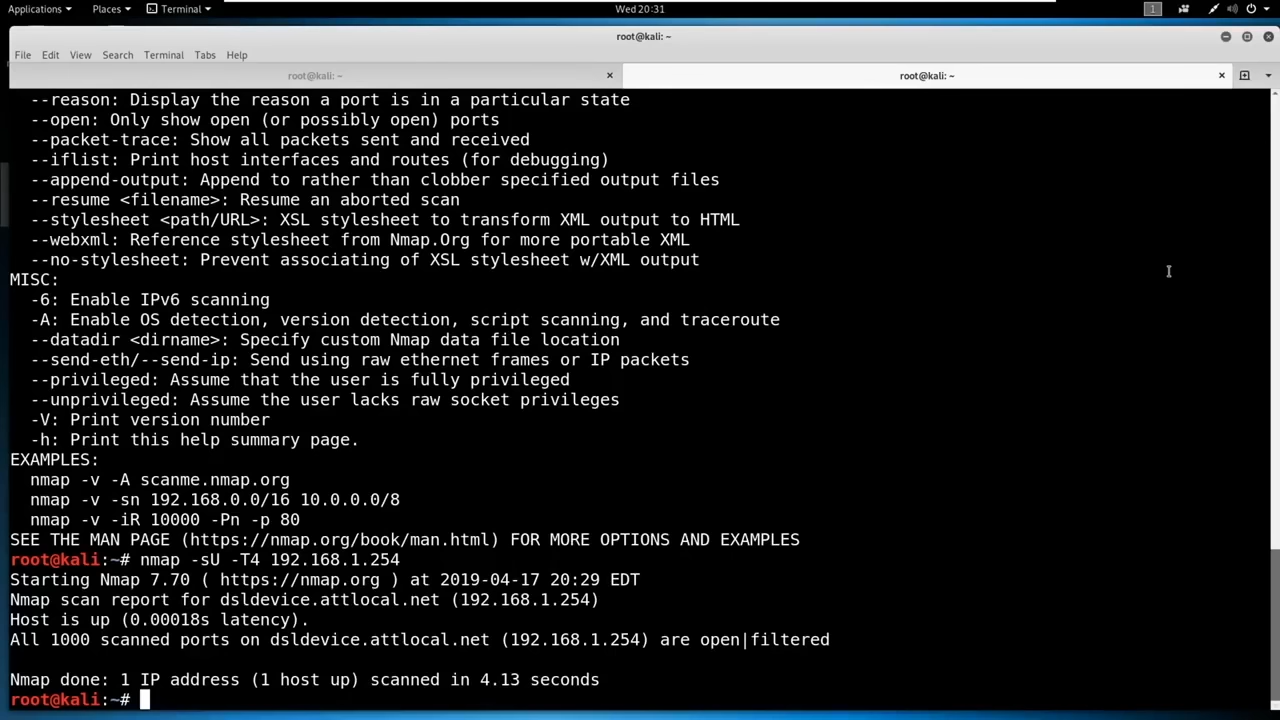 Applications Places Terminal Wed 20:31 1
root@kali: ~
File Edit View Search Terminal Tabs Help
root@kali: ~ root@kali: ~
--reason: Display the reason a port is in a particular state
--open: Only show open (or possibly open) ports
--packet-trace: Show all packets sent and received
--iflist: Print host interfaces and routes (for debugging)
--append-output: Append to rather than clobber specified output files
--resume <filename>: Resume an aborted scan
--stylesheet <path/URL>: XSL stylesheet to transform XML output to HTML
--webxml: Reference stylesheet from Nmap.Org for more portable XML
--no-stylesheet: Prevent associating of XSL stylesheet w/XML output
MISC:
-6: Enable IPv6 scanning
-A: Enable OS detection, version detection, script scanning, and traceroute
--datadir <dirname>: Specify custom Nmap data file location
--send-eth/--send-ip: Send using raw ethernet frames or IP packets
--privileged: Assume that the user is fully privileged
--unprivileged: Assume the user lacks raw socket privileges
-V: Print version number
-h: Print this help summary page.
EXAMPLES:
nmap -v -A scanme.nmap.org
nmap -v -sn 192.168.0.0/16 10.0.0.0/8
nmap -v -iR 10000 -Pn -p 80
SEE THE MAN PAGE (https://nmap.org/book/man.html) FOR MORE OPTIONS AND EXAMPLES
root@kali:~# nmap -sU -T4 192.168.1.254
Starting Nmap 7.70 ( https://nmap.org ) at 2019-04-17 20:29 EDT
Nmap scan report for dsldevice.attlocal.net (192.168.1.254)
Host is up (0.00018s latency).
All 1000 scanned ports on dsldevice.attlocal.net (192.168.1.254) are open|filtered
Nmap done: 1 IP address (1 host up) scanned in 4.13 seconds
root@kali:~#